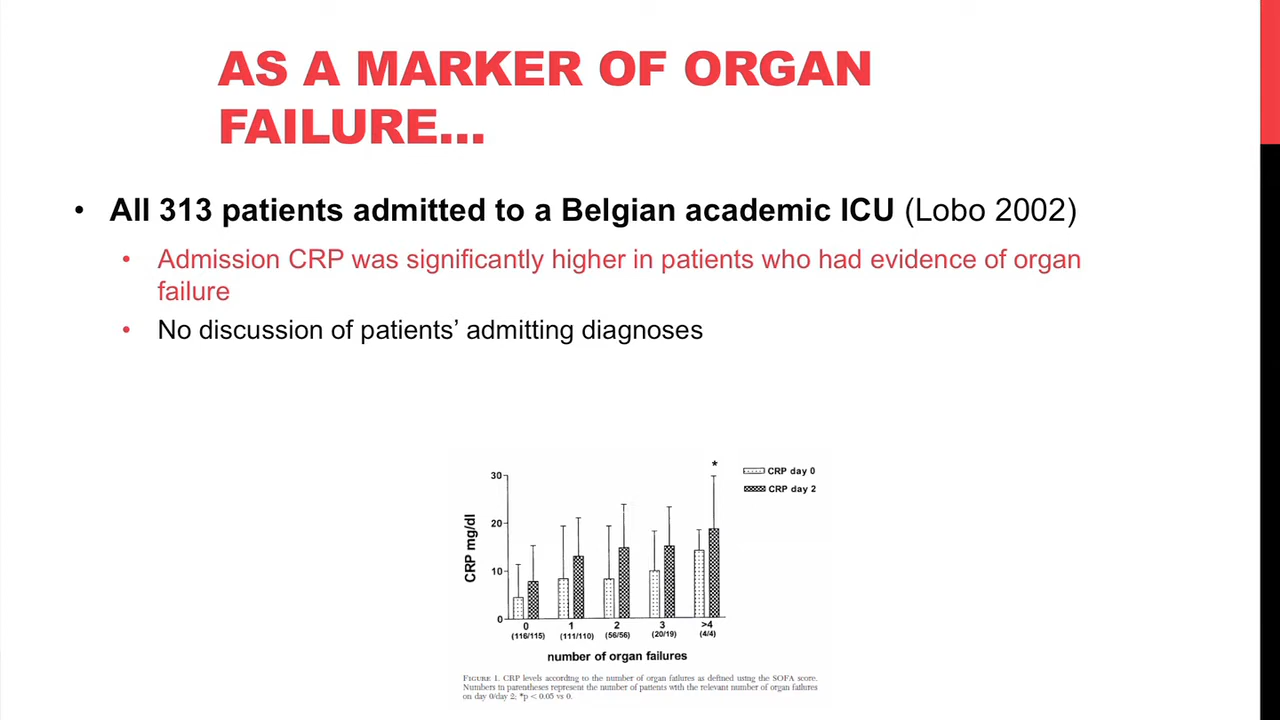 AS A MARKER OF ORGAN
FAILURE...
• All 313 patients admitted to a Belgian academic ICU (Lobo 2002)
• Admission CRP was significantly higher in patients who had evidence of organ
failure
• No discussion of patients’ admitting diagnoses
*
CRP day 0
CRP day 2
30
20
10
0
CRP mg/dl
0 1 2 3 >4
(116/115) (111/110) (56/56) (20/19) (4/4)
number of organ failures
FIGURE 1. CRP levels according to the number of organ failures as defined using the SOFA score.
Numbers in parentheses represent the number of patients with the relevant number of organ failures
on day 0/day 2; *p < 0.05 vs 0.